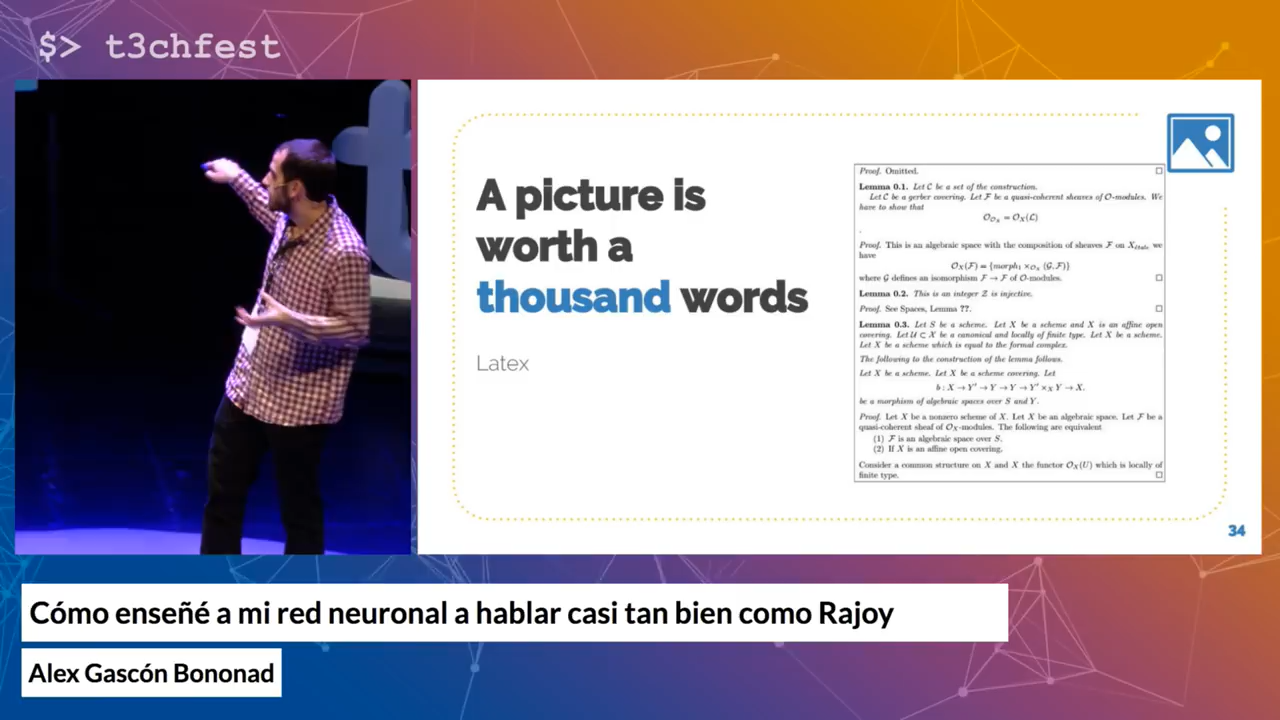 $> t3chfest
A picture is
worth a
thousand words
Latex
Proof. Omitted.
Lemma 0.1. Let C be a set of the construction.
Let C be a gerber covering. Let F be a quasi-coherent sheaves of O-modules. We
have to show that
O_{O_X} = O_X(L)
.
Proof. This is an algebraic space with the composition of sheaves F on X_{étale} we
have
O_X(F) = {morph_1 ×_{O_X} (G, F)}
where G defines an isomorphism F → F of O-modules.
Lemma 0.2. This is an integer Z is injective.
Proof. See Spaces, Lemma ??.
Lemma 0.3. Let S be a scheme. Let X be a scheme and X is an affine open
covering. Let U ⊂ X be a canonical and locally of finite type. Let X be a scheme.
Let X be a scheme which is equal to the formal complex.
The following to the construction of the lemma follows.
Let X be a scheme. Let X be a scheme covering. Let
b : X → Y' → Y → Y → Y' ×_X Y → X.
be a morphism of algebraic spaces over S and Y.
Proof. Let X be a nonzero scheme of X. Let X be an algebraic space. Let F be a
quasi-coherent sheaf of O_X-modules. The following are equivalent
(1) F is an algebraic space over S.
(2) If X is an affine open covering.
Consider a common structure on X and X the functor O_X(U) which is locally of
finite type.
34
Cómo enseñé a mi red neuronal a hablar casi tan bien como Rajoy
Alex Gascón Bononad